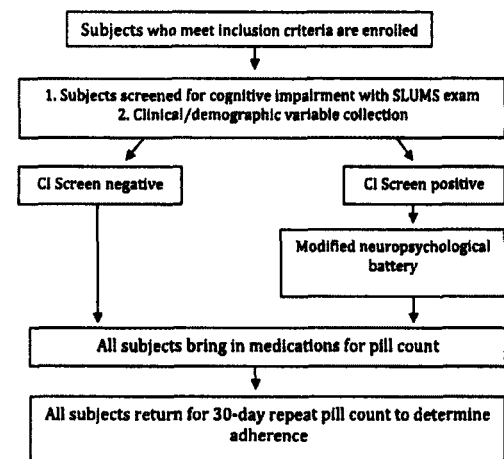 Subjects who meet inclusion criteria are enrolled
1. Subjects screened for cognitive impairment with SLUMS exam
2. Clinical/demographic variable collection
CI Screen negative
CI Screen positive
Modified neuropsychological
battery
All subjects bring in medications for pill count
All subjects return for 30-day repeat pill count to determine
adherence